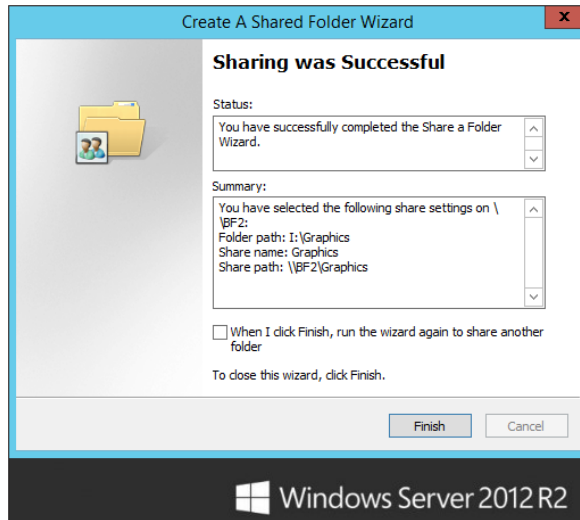 Create A Shared Folder Wizard
x
Sharing was Successful
Status:
You have successfully completed the Share a Folder
Wizard.
Summary:
You have selected the following share settings on \
\BF2:
Folder path: I:\Graphics
Share name: Graphics
Share path: \\BF2\Graphics
When I click Finish, run the wizard again to share another
folder
To close this wizard, click Finish.
Finish
Cancel
Windows Server 2012 R2